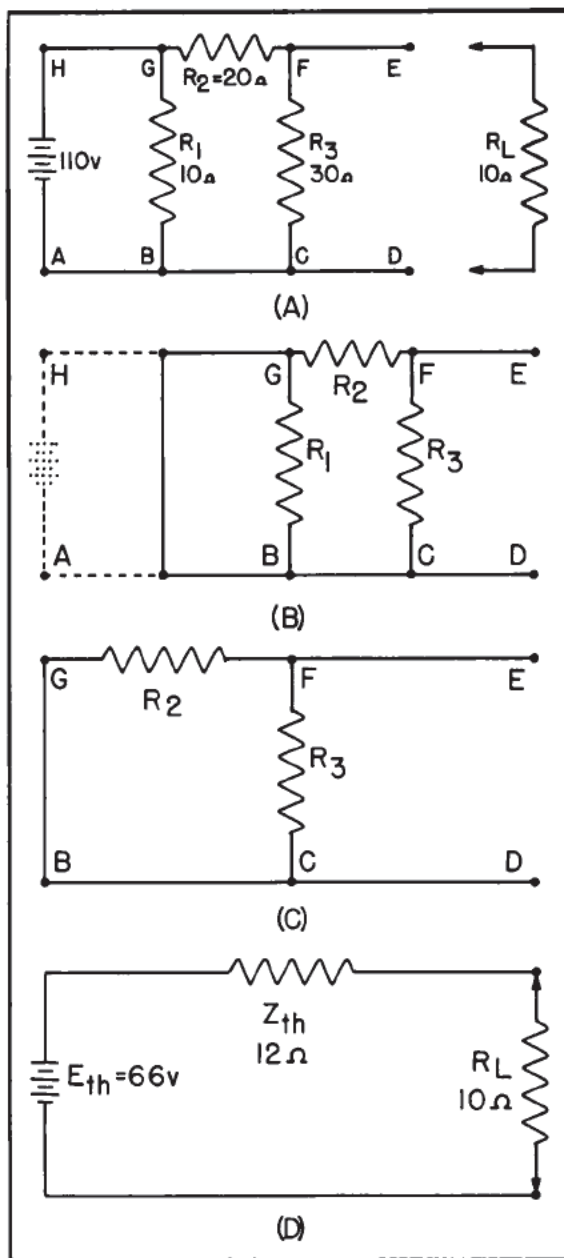 H G R2=20Ω F E
110v R1 10Ω R3 30Ω RL 10Ω
A B C D
(A)
H G R2 F E
R1 R3
A B C D
(B)
G R2 F E
R3
B C D
(C)
Zth
12Ω
Eth=66v RL
10Ω
(D)